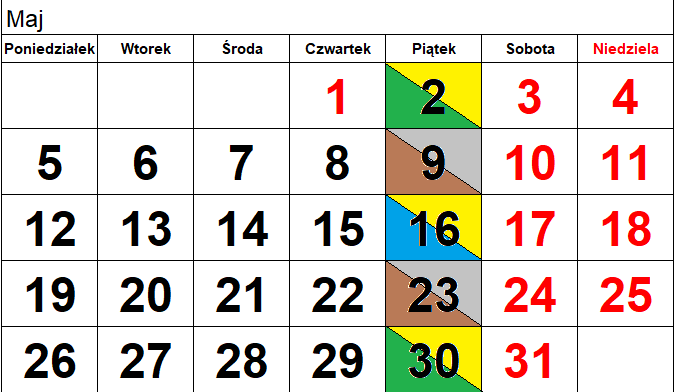 Maj
Poniedziałek Wtorek Środa Czwartek Piątek Sobota Niedziela
1 2 3 4
5 6 7 8 9 10 11
12 13 14 15 16 17 18
19 20 21 22 23 24 25
26 27 28 29 30 31